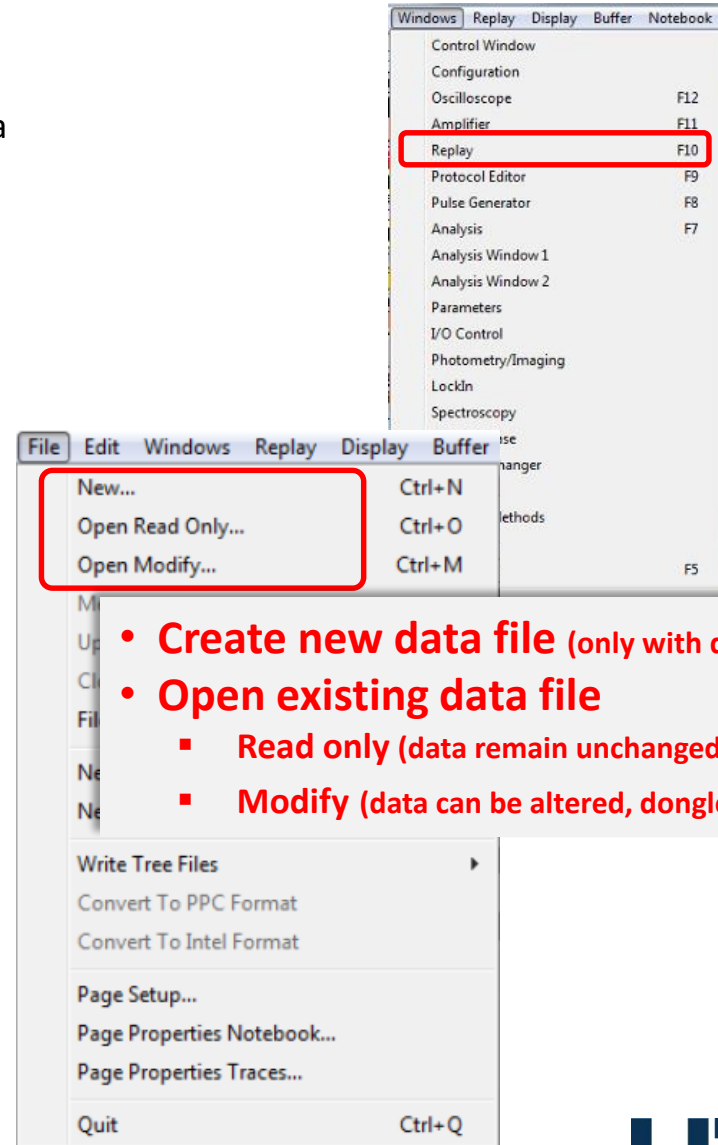 a
Windows Replay Display Buffer Notebook
Control Window
Configuration
Oscilloscope F12
Amplifier F11
Replay F10
Protocol Editor F9
Pulse Generator F8
Analysis F7
Analysis Window 1
Analysis Window 2
Parameters
I/O Control
Photometry/Imaging
LockIn
Spectroscopy
F5
File Edit Windows Replay Display Buffer
New... Ctrl+N
Open Read Only... Ctrl+O
Open Modify... Ctrl+M
• Create new data file (only with
• Open existing data file
▪ Read only (data remain unchanged
▪ Modify (data can be altered, dongle
Write Tree Files
Convert To PPC Format
Convert To Intel Format
Page Setup...
Page Properties Notebook...
Page Properties Traces...
Quit Ctrl+Q